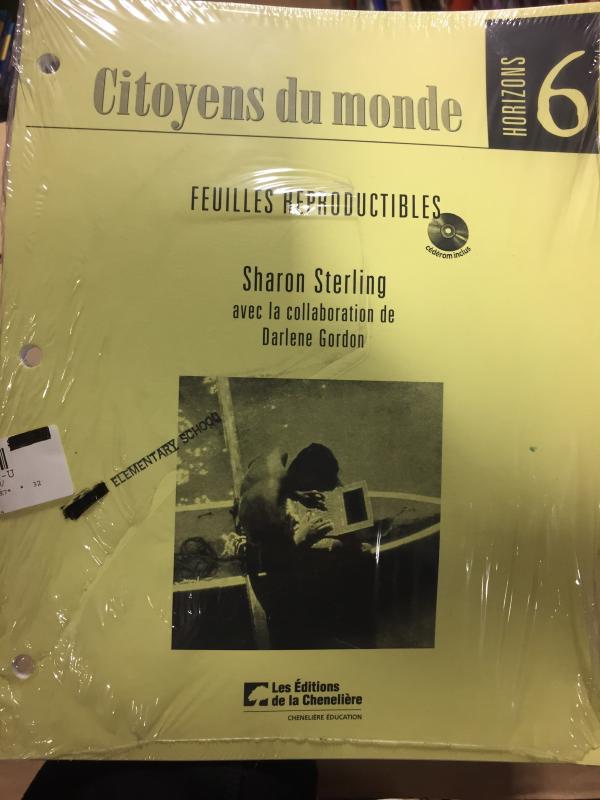 Citoyens du monde
HORIZONS 6
FEUILLES REPRODUCTIBLES
cédérom inclus
Sharon Sterling
avec la collaboration de
Darlene Gordon
ELEMENTARY SCHOOL
32
Les Éditions
de la Chenelière
CHENELIÈRE ÉDUCATION